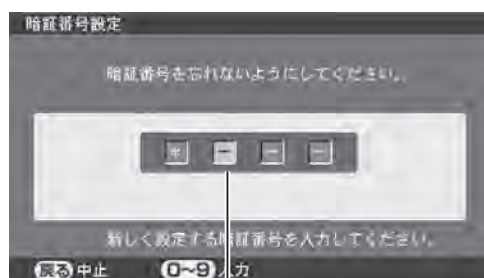 暗証番号設定
暗証番号を忘れないようにしてください。
* - - -
新しく設定する暗証番号を入力してください。
戻る 中止 0~9 入力